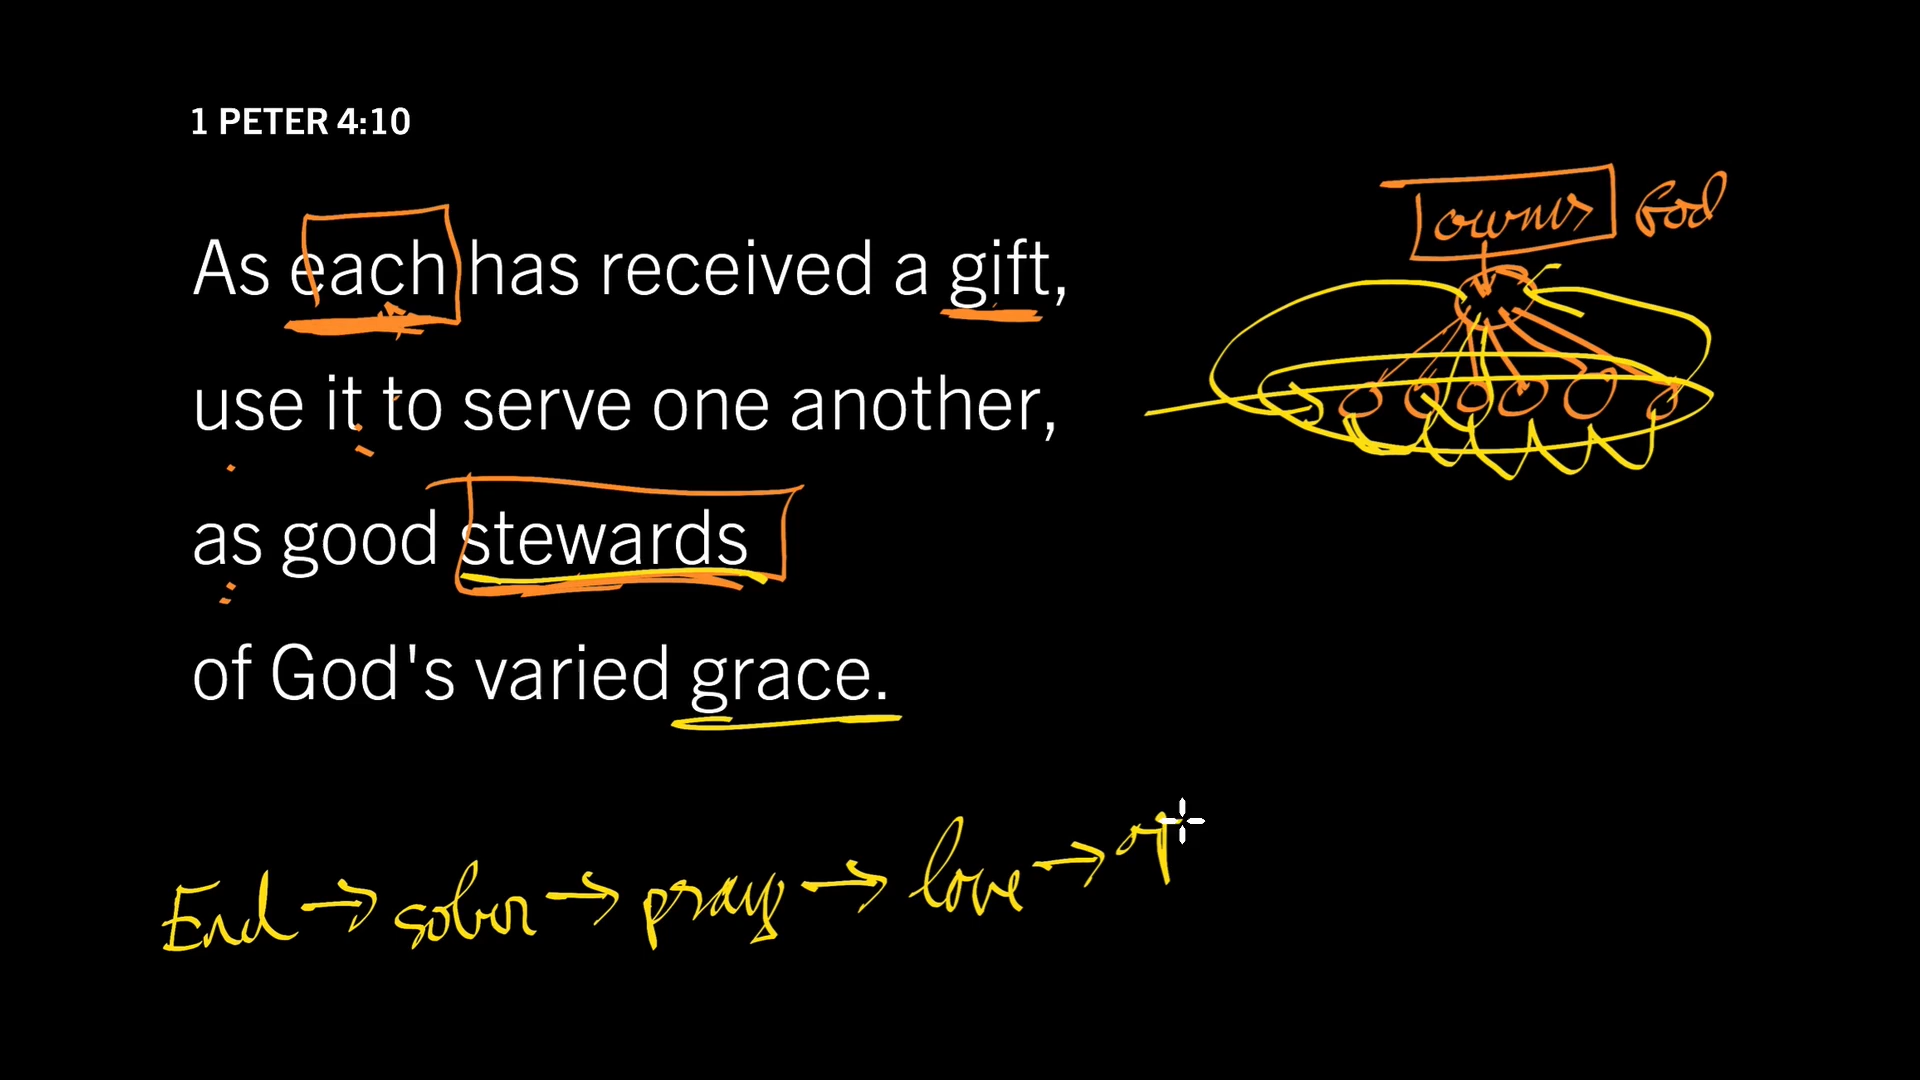 1 PETER 4:10
owner God
As each has received a gift,
use it to serve one another,
as good stewards
of God's varied grace.
End → sober → pray → love →